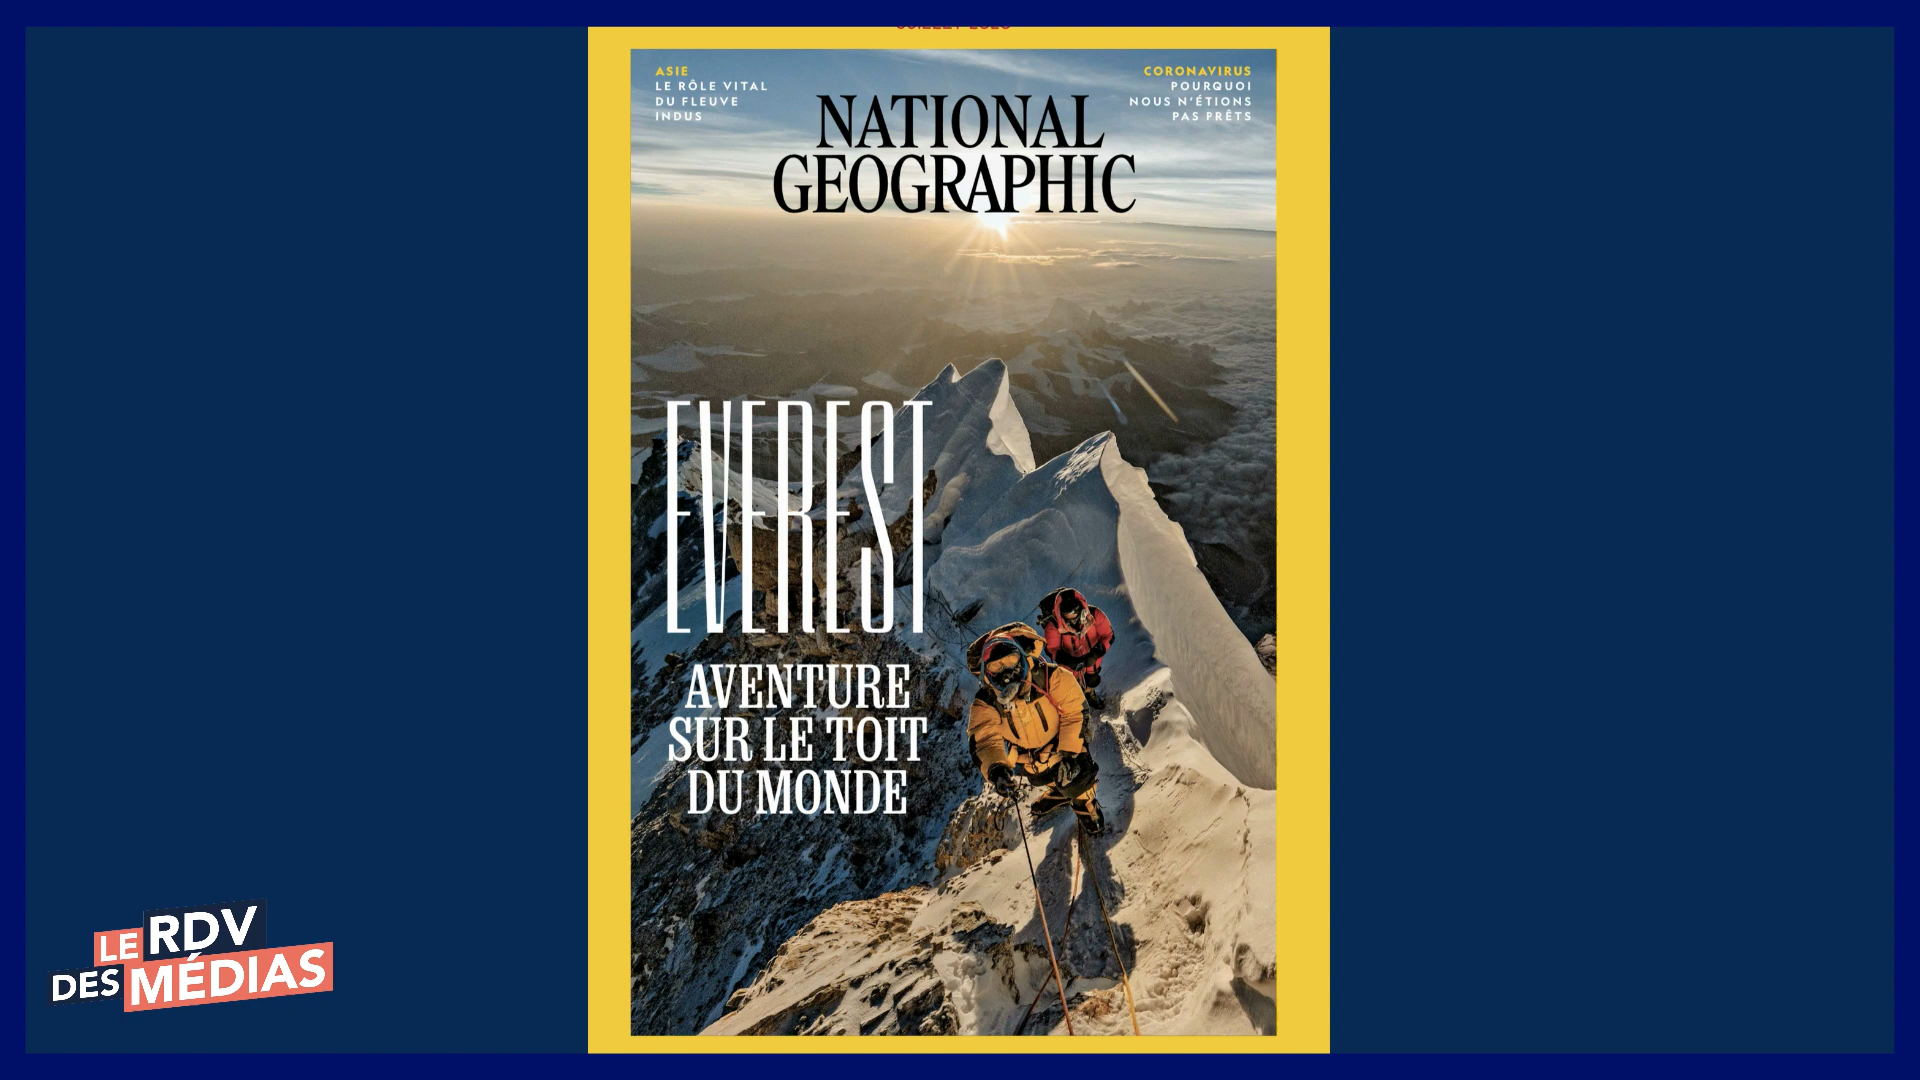 ASIE
LE RÔLE VITAL
DU FLEUVE
INDUS
CORONAVIRUS
POURQUOI
NOUS N'ÉTIONS
PAS PRÊTS
NATIONAL
GEOGRAPHIC
EVEREST
AVENTURE
SUR LE TOIT
DU MONDE
LE RDV
DES MÉDIAS